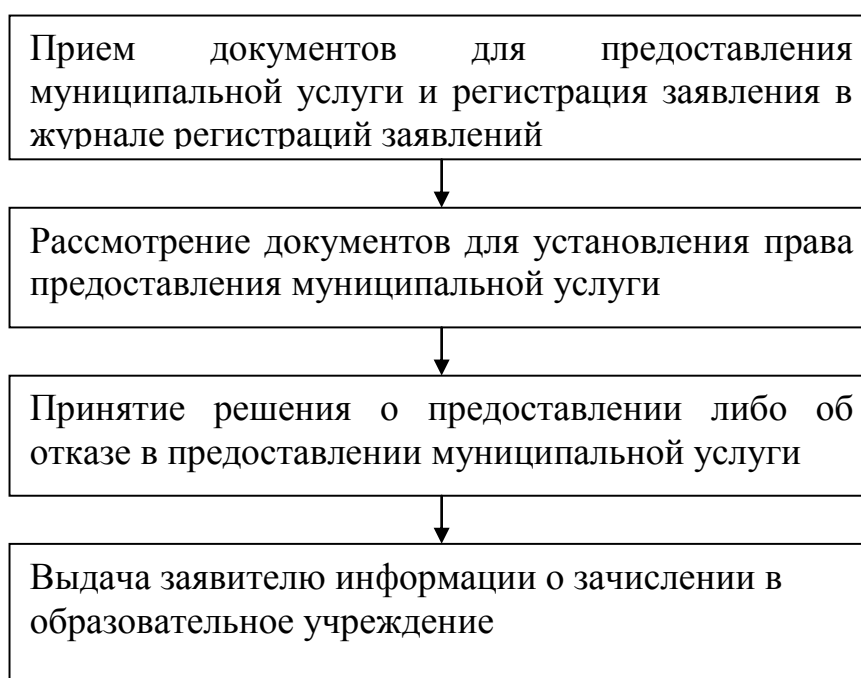 Прием документов для предоставления
муниципальной услуги и регистрация заявления в
журнале регистраций заявлений
Рассмотрение документов для установления права
предоставления муниципальной услуги
Принятие решения о предоставлении либо об
отказе в предоставлении муниципальной услуги
Выдача заявителю информации о зачислении в
образовательное учреждение